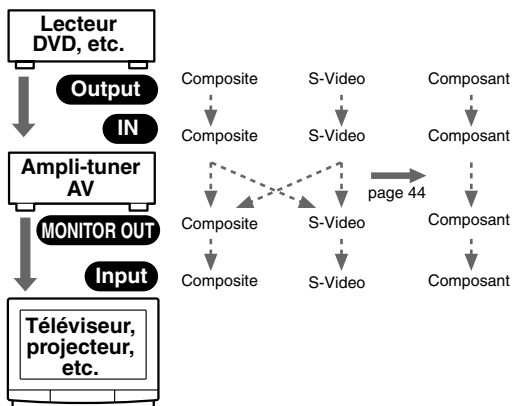 Lecteur
DVD, etc.
Output
Composite S-Video Composant
IN
Composite S-Video Composant
Ampli-tuner
AV
page 44
MONITOR OUT
Composite S-Video Composant
Input
Composite S-Video Composant
Téléviseur,
projecteur,
etc.